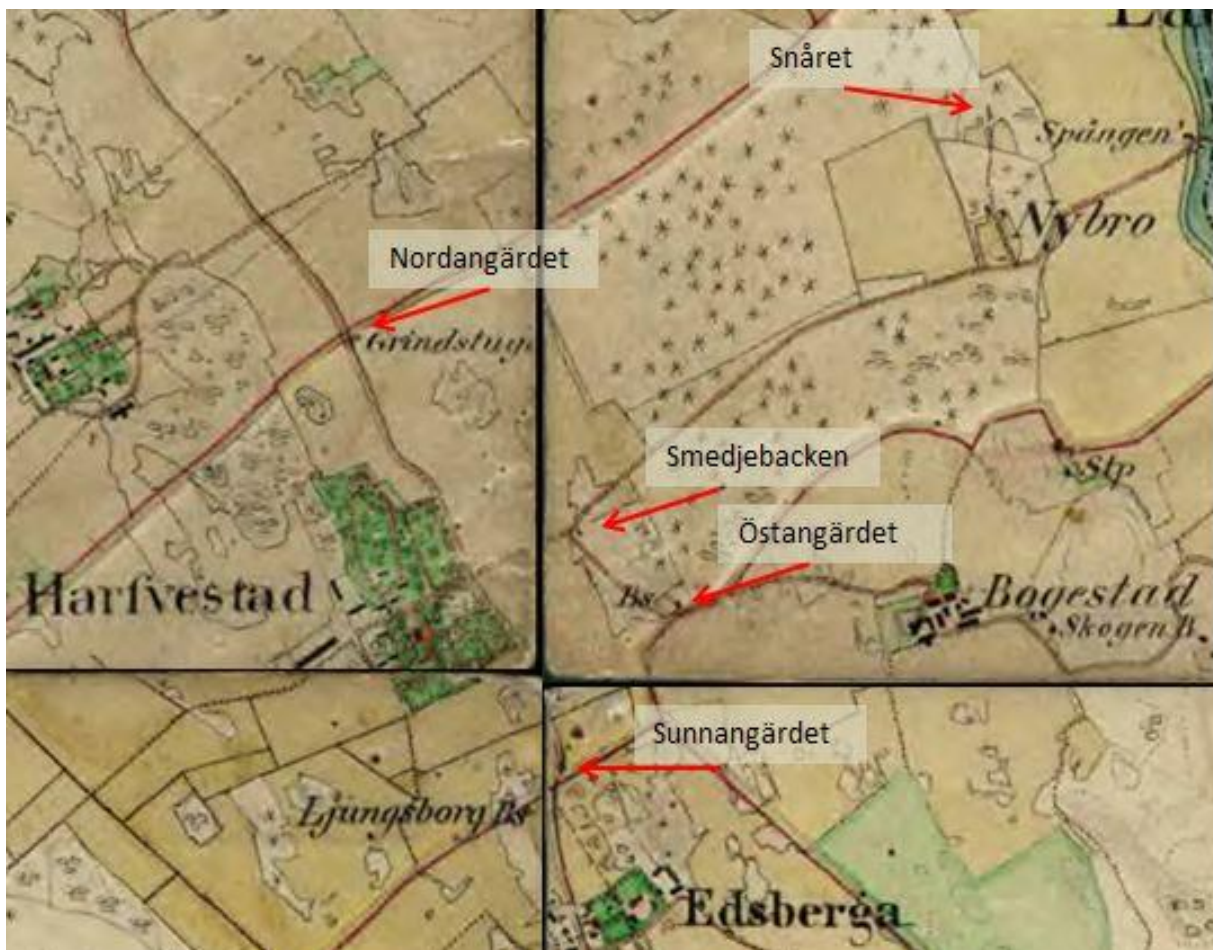 Snåret
Spången
Nybro
Nordangärdet
Grindstuga
Smedjebacken
Stp
Östangärdet
Harfvestad
Bs
Bogestad
Skogen B.
Sunnangärdet
Ljungsborg Bs
Edsberga